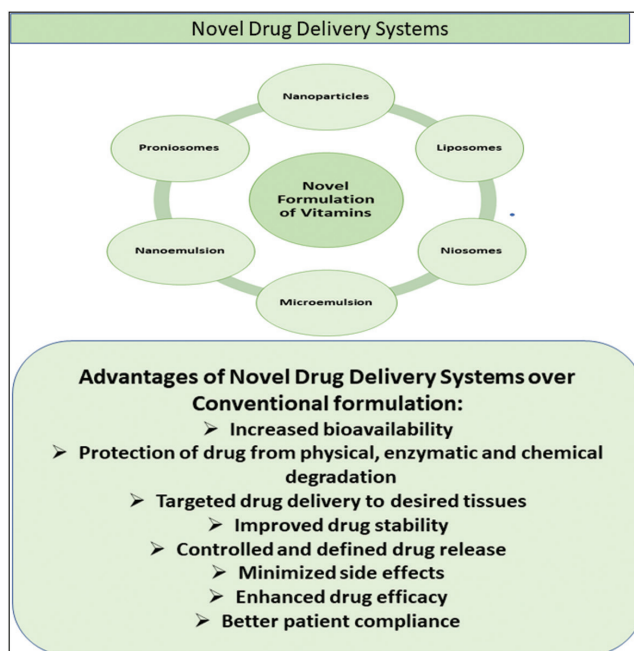 Novel Drug Delivery Systems
Nanoparticles
Proniosomes
Liposomes
Novel
Formulation
of Vitamins
Nanoemulsion
Niosomes
Microemulsion
Advantages of Novel Drug Delivery Systems over
Conventional formulation:
➢ Increased bioavailability
➢ Protection of drug from physical, enzymatic and chemical
degradation
➢ Targeted drug delivery to desired tissues
➢ Improved drug stability
➢ Controlled and defined drug release
➢ Minimized side effects
➢ Enhanced drug efficacy
➢ Better patient compliance